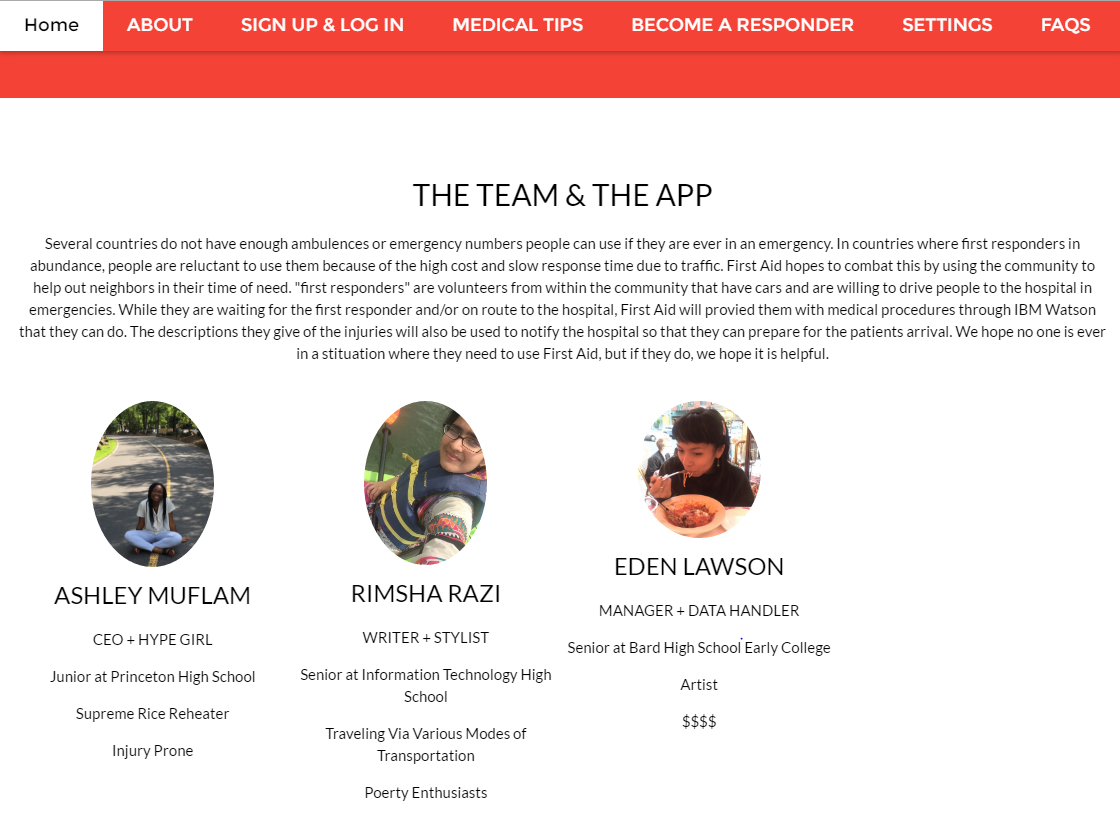 Home ABOUT SIGN UP & LOG IN MEDICAL TIPS BECOME A RESPONDER SETTINGS FAQS
THE TEAM & THE APP
Several countries do not have enough ambulences or emergency numbers people can use if they are ever in an emergency. In countries where first responders in
abundance, people are reluctant to use them because of the high cost and slow response time due to traffic. First Aid hopes to combat this by using the community to
help out neighbors in their time of need. "first responders" are volunteers from within the community that have cars and are willing to drive people to the hospital in
emergencies. While they are waiting for the first responder and/or on route to the hospital, First Aid will provied them with medical procedures through IBM Watson
that they can do. The descriptions they give of the injuries will also be used to notify the hospital so that they can prepare for the patients arrival. We hope no one is ever
in a stituation where they need to use First Aid, but if they do, we hope it is helpful.
ASHLEY MUFLAM
CEO + HYPE GIRL
Junior at Princeton High School
Supreme Rice Reheater
Injury Prone
RIMSHA RAZI
WRITER + STYLIST
Senior at Information Technology High
School
Traveling Via Various Modes of
Transportation
Poerty Enthusiasts
EDEN LAWSON
MANAGER + DATA HANDLER
Senior at Bard High School Early College
Artist
$$$$